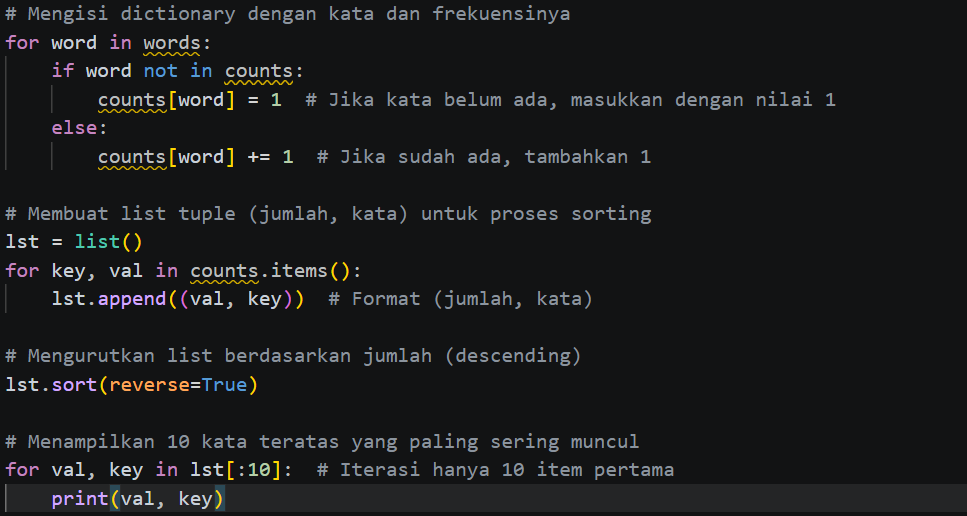 # Mengisi dictionary dengan kata dan frekuensinya
for word in words:
    if word not in counts:
        counts[word] = 1  # Jika kata belum ada, masukkan dengan nilai 1
    else:
        counts[word] += 1  # Jika sudah ada, tambahkan 1

# Membuat list tuple (jumlah, kata) untuk proses sorting
lst = list()
for key, val in counts.items():
    lst.append((val, key))  # Format (jumlah, kata)

# Mengurutkan list berdasarkan jumlah (descending)
lst.sort(reverse=True)

# Menampilkan 10 kata teratas yang paling sering muncul
for val, key in lst[:10]:  # Iterasi hanya 10 item pertama
    print(val, key)